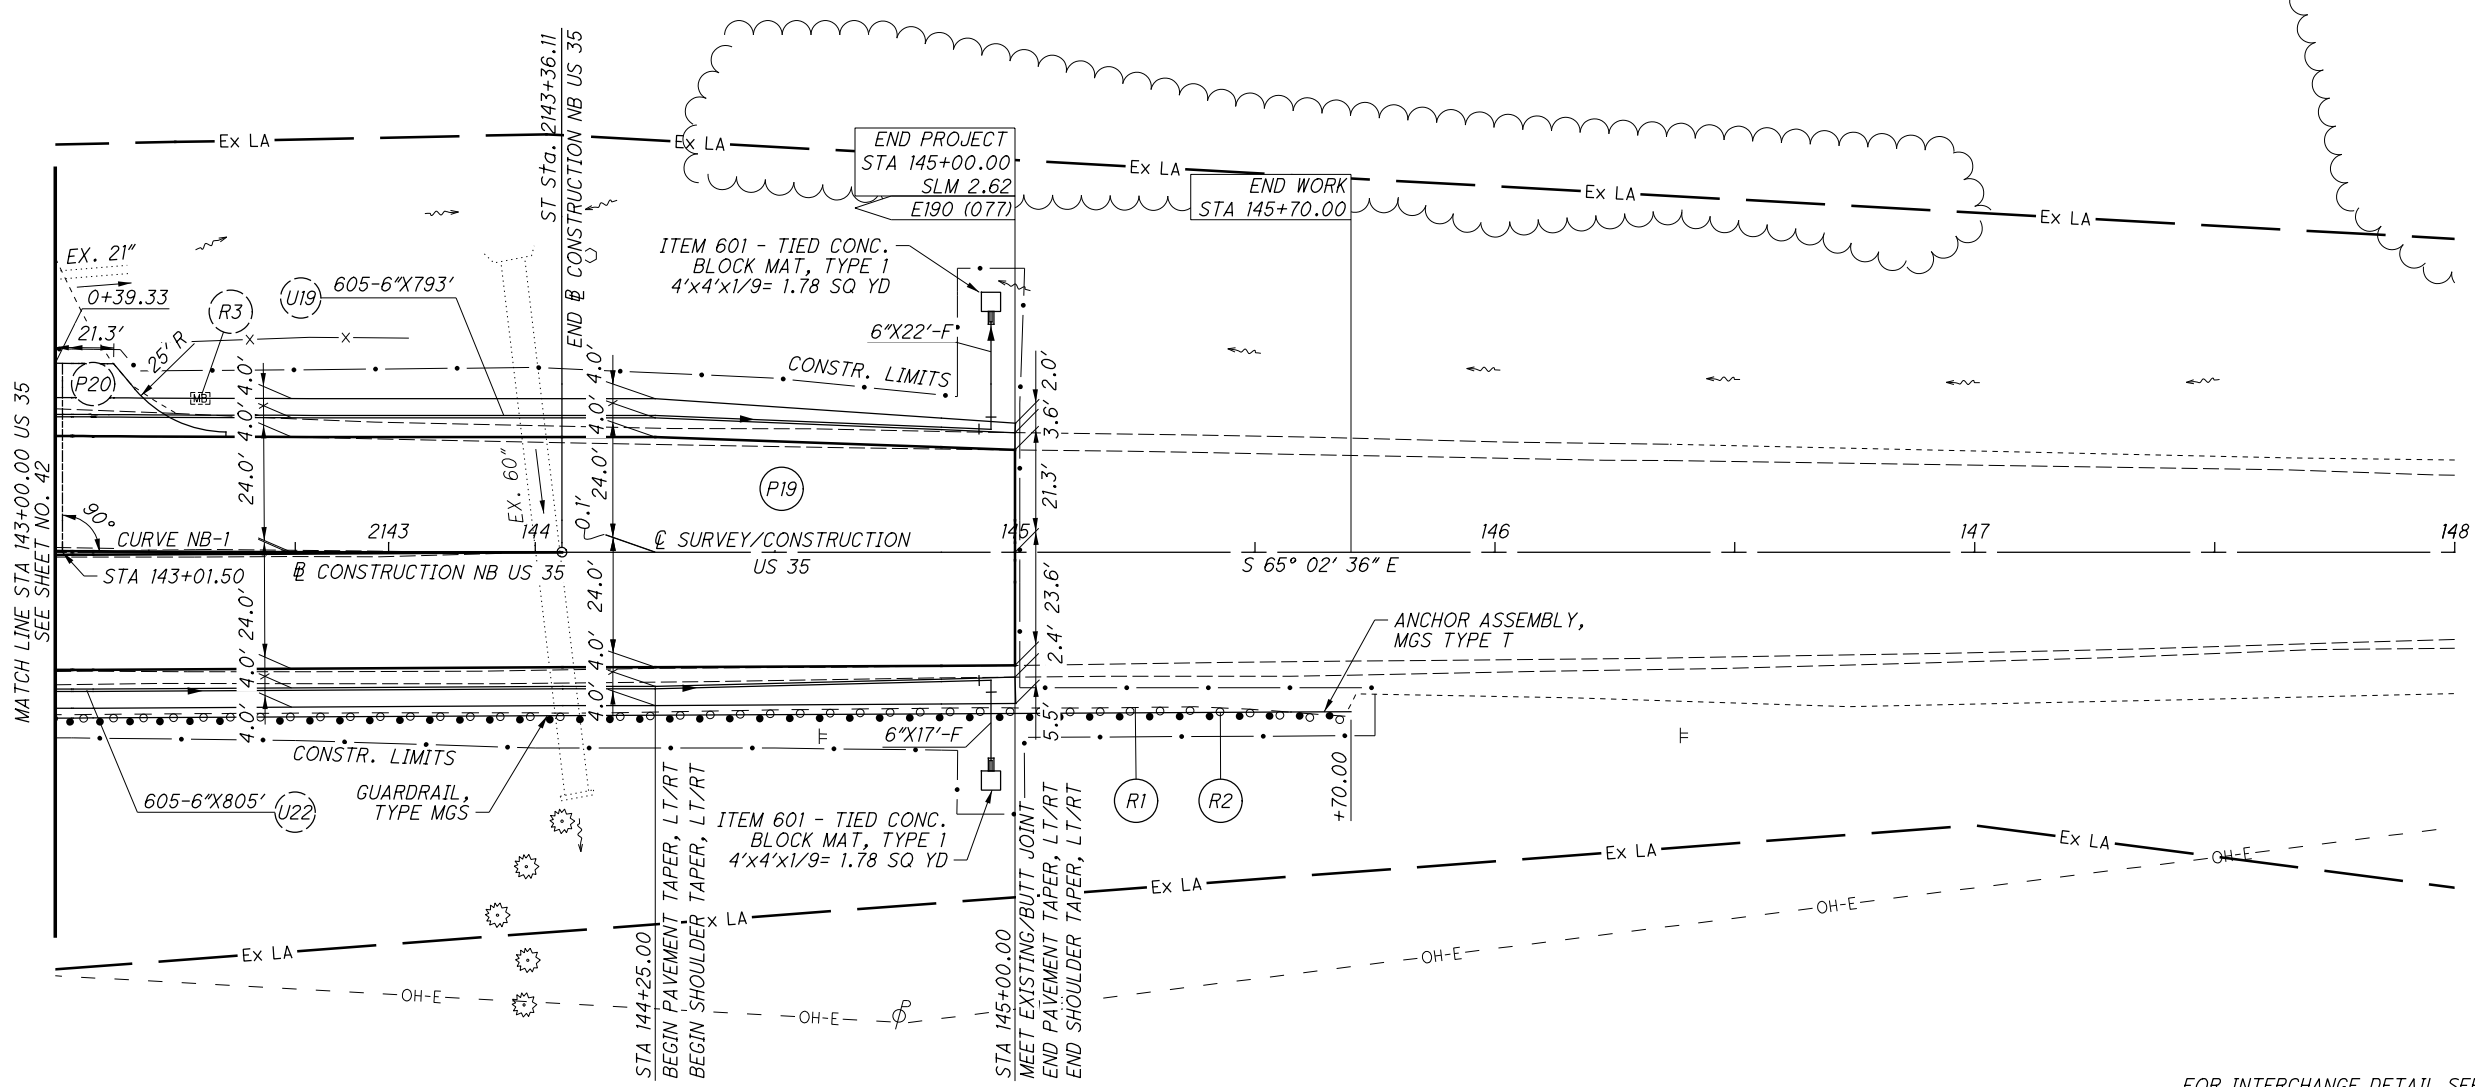 ST Sta. 2143+36.11
END BL CONSTRUCTION NB US 35
Ex LA
Ex LA
Ex LA
Ex LA
Ex LA
END PROJECT
STA 145+00.00
SLM 2.62
E190 (077)
END WORK
STA 145+70.00
ITEM 601 - TIED CONC.
BLOCK MAT, TYPE 1
4'x4'x1/9= 1.78 SQ YD
EX. 21"
0+39.33
R3
U19
605-6"X793'
21.3'
25' R
X
X
6"X22'-F
CONSTR. LIMITS
P20
MB
4.0'
4.0'
24.0'
4.0'
4.0'
24.0'
2.0'
3.6'
21.3'
MATCH LINE STA 143+00.00 US 35
SEE SHEET NO. 42
EX. 60"
0.1'
P19
90°
CURVE NB-1
2143
144
CL SURVEY/CONSTRUCTION
US 35
145
146
147
148
STA 143+01.50
BL CONSTRUCTION NB US 35
S 65° 02' 36" E
24.0'
4.0'
4.0'
24.0'
4.0'
4.0'
23.6'
2.4'
5.5'
ANCHOR ASSEMBLY,
MGS TYPE T
CONSTR. LIMITS
6"X17'-F
605-6"X805'
U22
GUARDRAIL,
TYPE MGS
R1
R2
+70.00
ITEM 601 - TIED CONC.
BLOCK MAT, TYPE 1
4'x4'x1/9= 1.78 SQ YD
Ex LA
x LA
Ex LA
Ex LA
Ex LA
OH-E
OH-E
OH-E
OH-E
OH-E
STA 144+25.00
BEGIN PAVEMENT TAPER, LT/RT
BEGIN SHOULDER TAPER, LT/RT
STA 145+00.00
MEET EXISTING/BUTT JOINT
END PAVEMENT TAPER, LT/RT
END SHOULDER TAPER, LT/RT
FOR INTERCHANGE DETAIL SEE